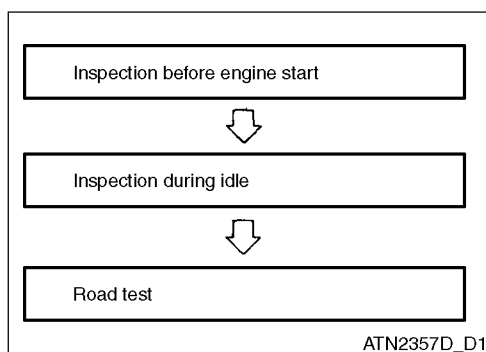 Inspection before engine start
Inspection during idle
Road test
ATN2357D_D1